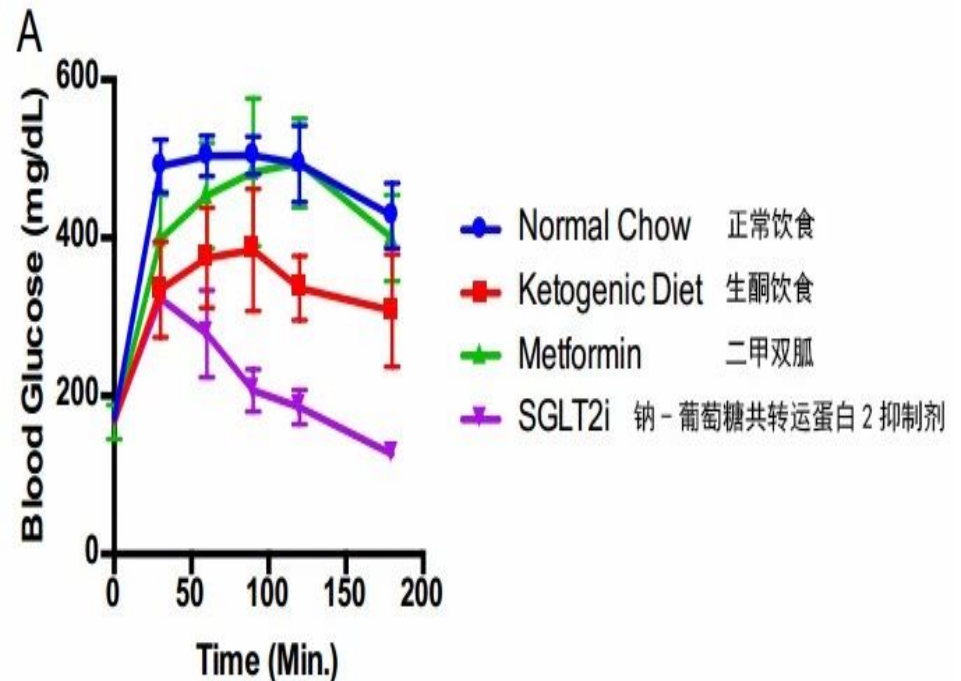 A
600
400
200
0
Blood Glucose (mg/dL)
0 50 100 150 200
Time (Min.)
Normal Chow 正常饮食
Ketogenic Diet 生酮饮食
Metformin 二甲双胍
SGLT2i 钠－葡萄糖共转运蛋白 2 抑制剂